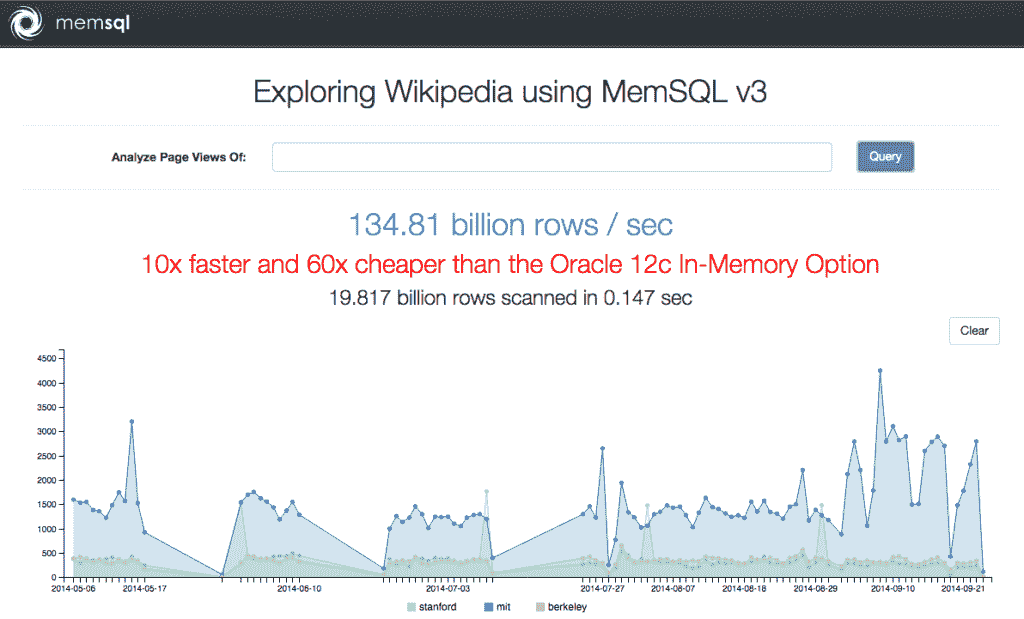 memsql
Exploring Wikipedia using MemSQL v3
Analyze Page Views Of:
Query
134.81 billion rows / sec
10x faster and 60x cheaper than the Oracle 12c In-Memory Option
19.817 billion rows scanned in 0.147 sec
Clear
4500
4000
3500
3000
2500
2000
1500
1000
500
0
2014-05-06 2014-05-17 2014-06-10 2014-07-03 2014-07-27 2014-08-07 2014-08-18 2014-08-29 2014-09-10 2014-09-21
stanford mit berkeley